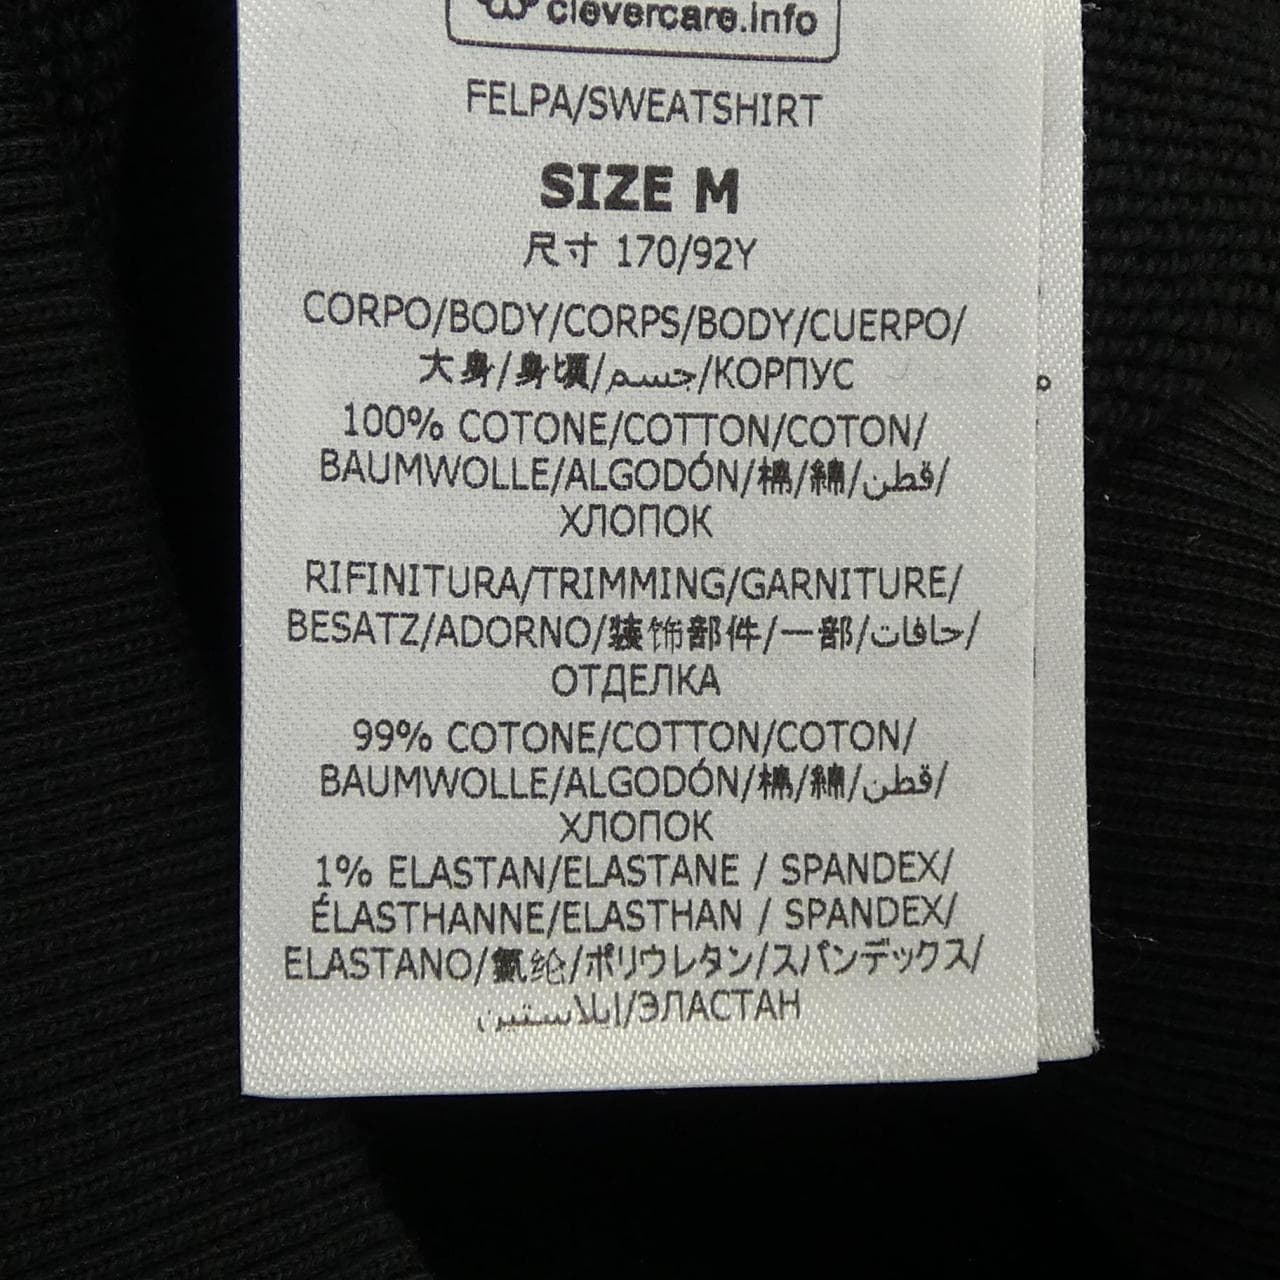 clevercare.info
FELPA/SWEATSHIRT
SIZE M
尺寸 170/92Y
CORPO/BODY/CORPS/BODY/CUERPO/
大身/身頃/جسم/КОРПУС
100% COTONE/COTTON/COTON/
BAUMWOLLE/ALGODÓN/棉/綿/قطن/
ХЛОПОК
RIFINITURA/TRIMMING/GARNITURE/
BESATZ/ADORNO/装饰部件/一部/حافات/
ОТДЕЛКА
99% COTONE/COTTON/COTON/
BAUMWOLLE/ALGODÓN/棉/綿/قطن/
ХЛОПОК
1% ELASTAN/ELASTANE / SPANDEX/
ÉLASTHANNE/ELASTHAN / SPANDEX/
ELASTANO/氨纶/ポリウレタン/スパンデックス/
إيلاستين/ЭЛАСТАН